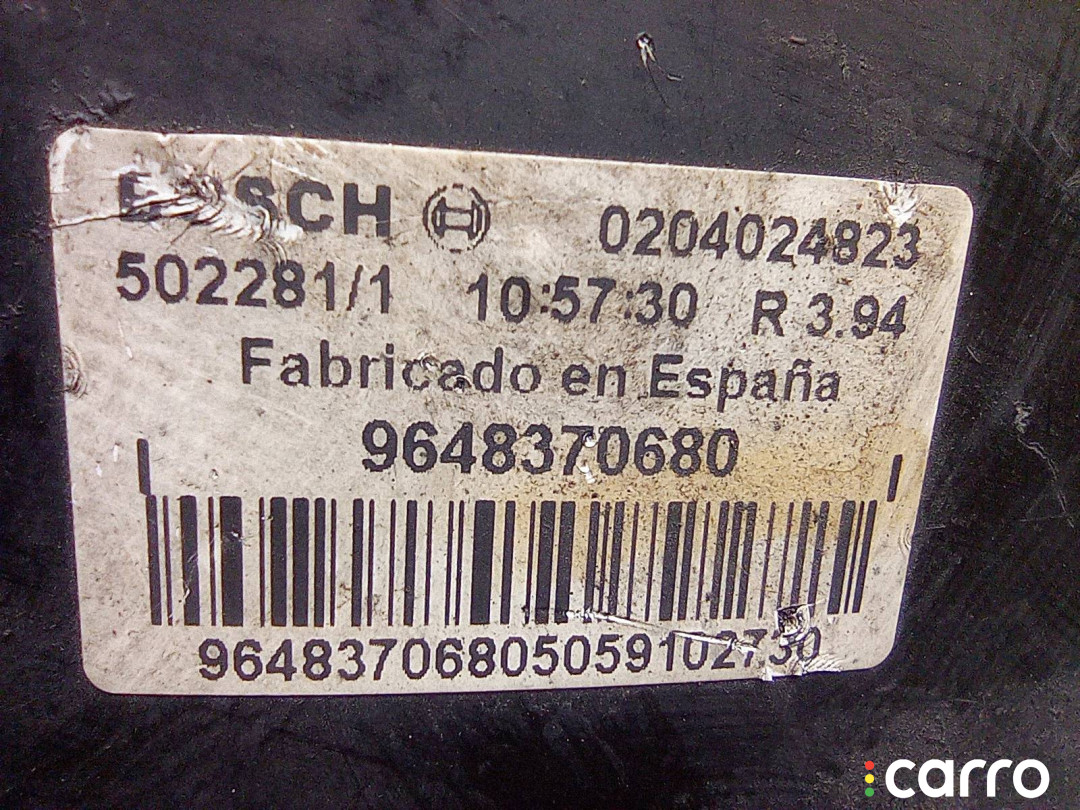 BOSCH 0204024823
502281/1 10:57:30 R 3.94
Fabricado en España
9648370680
96483706805059102730
carro